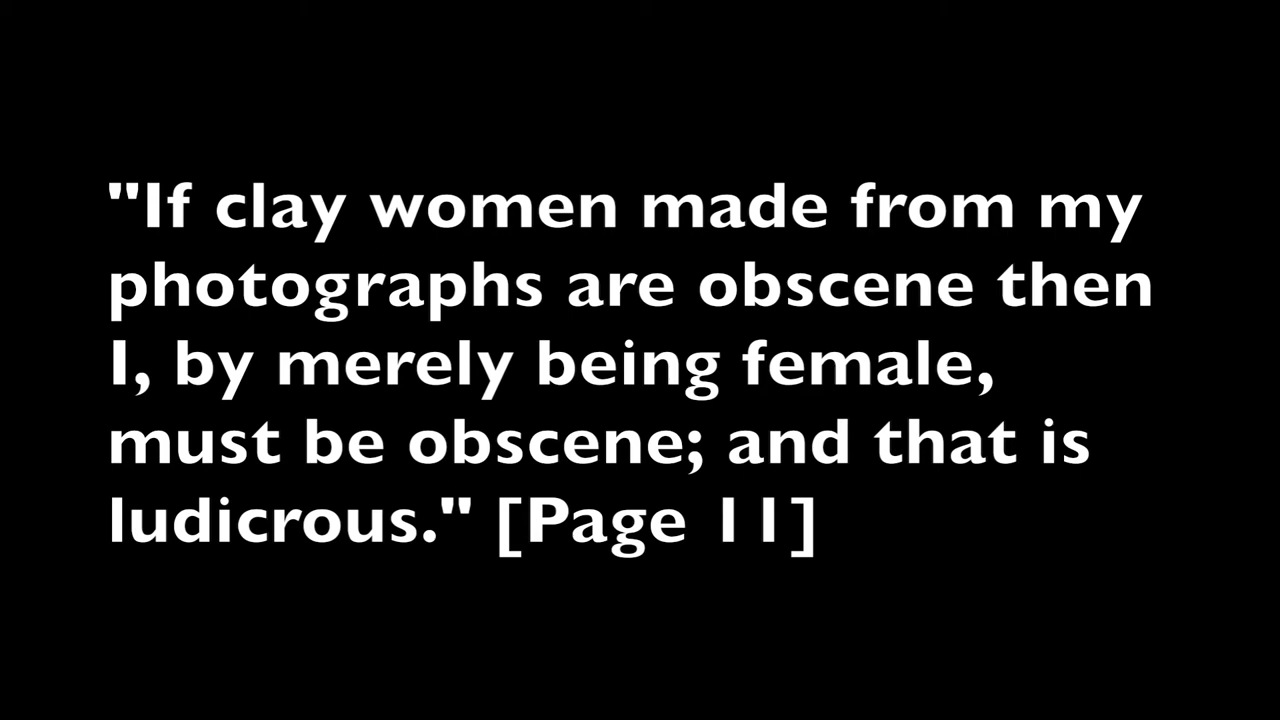 "If clay women made from my
photographs are obscene then
I, by merely being female,
must be obscene; and that is
ludicrous." [Page 11]